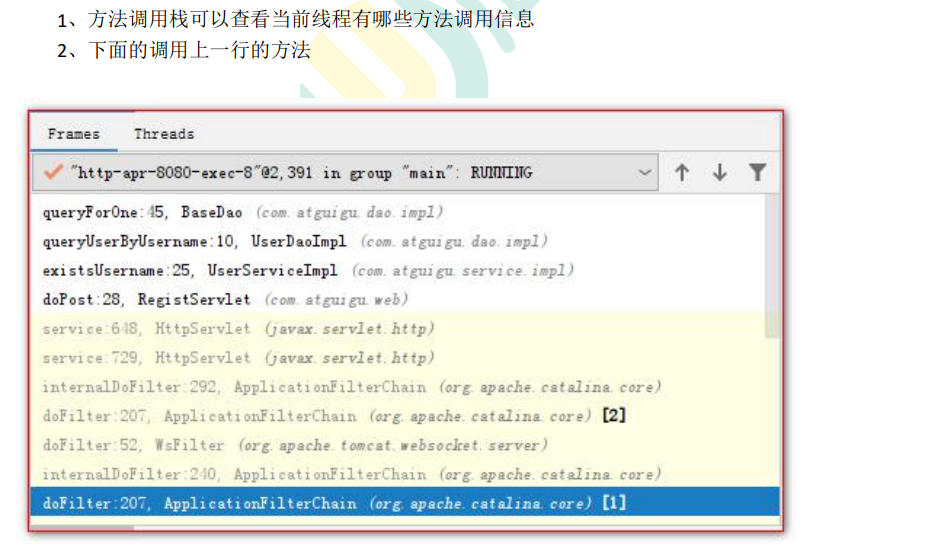 1、方法调用栈可以查看当前线程有哪些方法调用信息
2、下面的调用上一行的方法
Frames Threads
"http-apr-8080-exec-8"@2,391 in group "main": RUNNING
queryForOne:45, BaseDao (com.atguigu.dao.impl)
queryUserByUsername:10, UserDaoImpl (com.atguigu.dao.impl)
existsUsername:25, UserServiceImpl (com.atguigu.service.impl)
doPost:28, RegistServlet (com.atguigu.web)
service:648, HttpServlet (javax.servlet.http)
service:729, HttpServlet (javax.servlet.http)
internalDoFilter:292, ApplicationFilterChain (org.apache.catalina.core)
doFilter:207, ApplicationFilterChain (org.apache.catalina.core) [2]
doFilter:52, WsFilter (org.apache.tomcat.websocket.server)
internalDoFilter:240, ApplicationFilterChain (org.apache.catalina.core)
doFilter:207, ApplicationFilterChain (org.apache.catalina.core) [1]